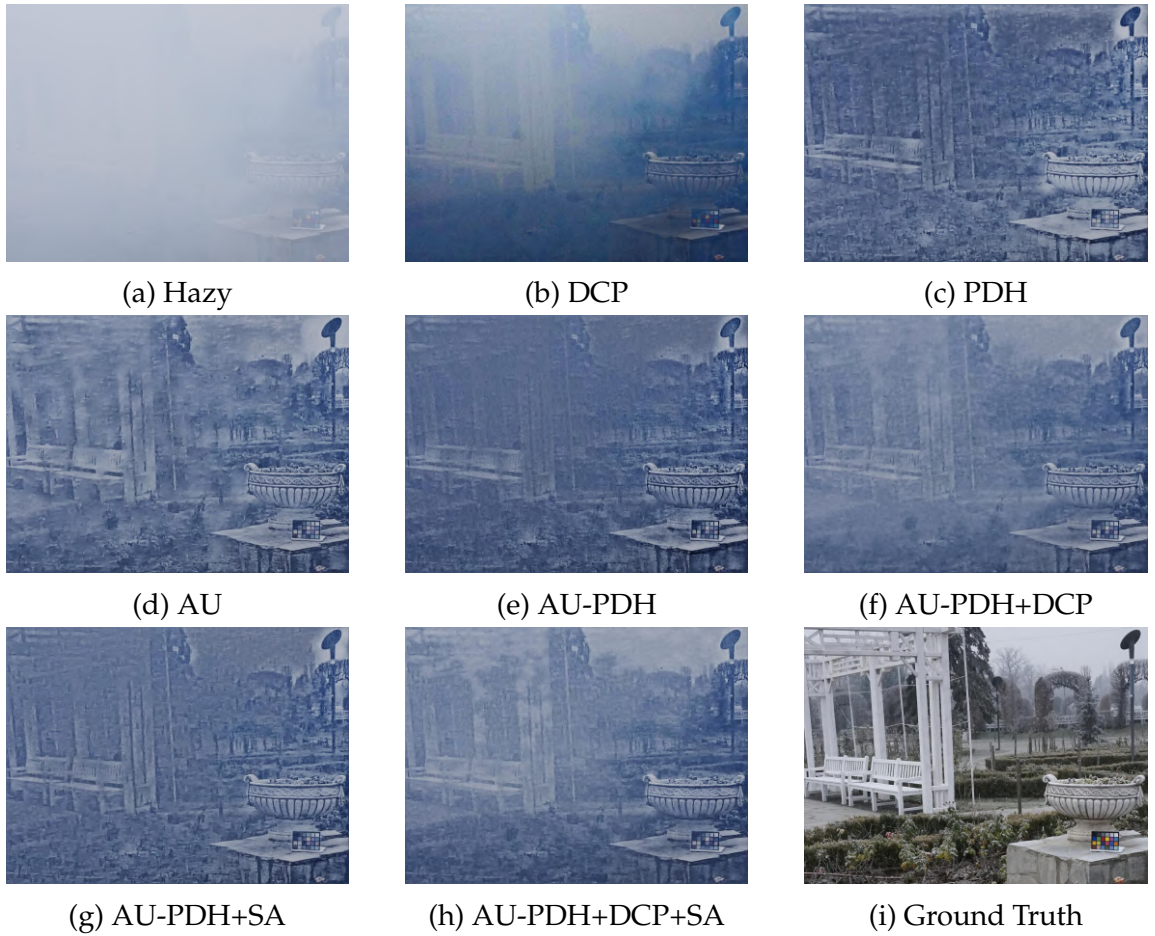 (a) Hazy
(b) DCP
(c) PDH
(d) AU
(e) AU-PDH
(f) AU-PDH+DCP
(g) AU-PDH+SA
(h) AU-PDH+DCP+SA
(i) Ground Truth